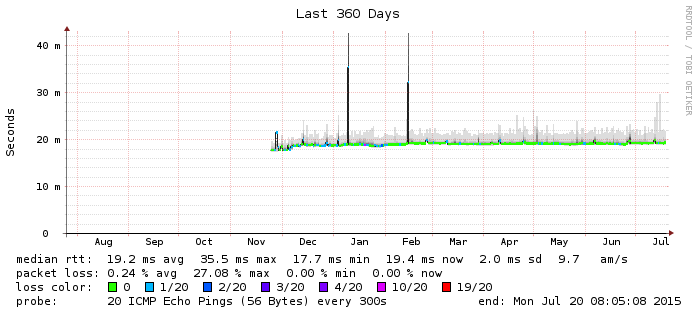 Last 360 Days
RRDTOOL / TOBI OETIKER
Seconds
40 m
30 m
20 m
10 m
0
Aug Sep Oct Nov Dec Jan Feb Mar Apr May Jun Jul
median rtt: 19.2 ms avg 35.5 ms max 17.7 ms min 19.4 ms now 2.0 ms sd 9.7 am/s
packet loss: 0.24 % avg 27.08 % max 0.00 % min 0.00 % now
loss color: 0 1/20 2/20 3/20 4/20 10/20 19/20
probe: 20 ICMP Echo Pings (56 Bytes) every 300s end: Mon Jul 20 08:05:08 2015